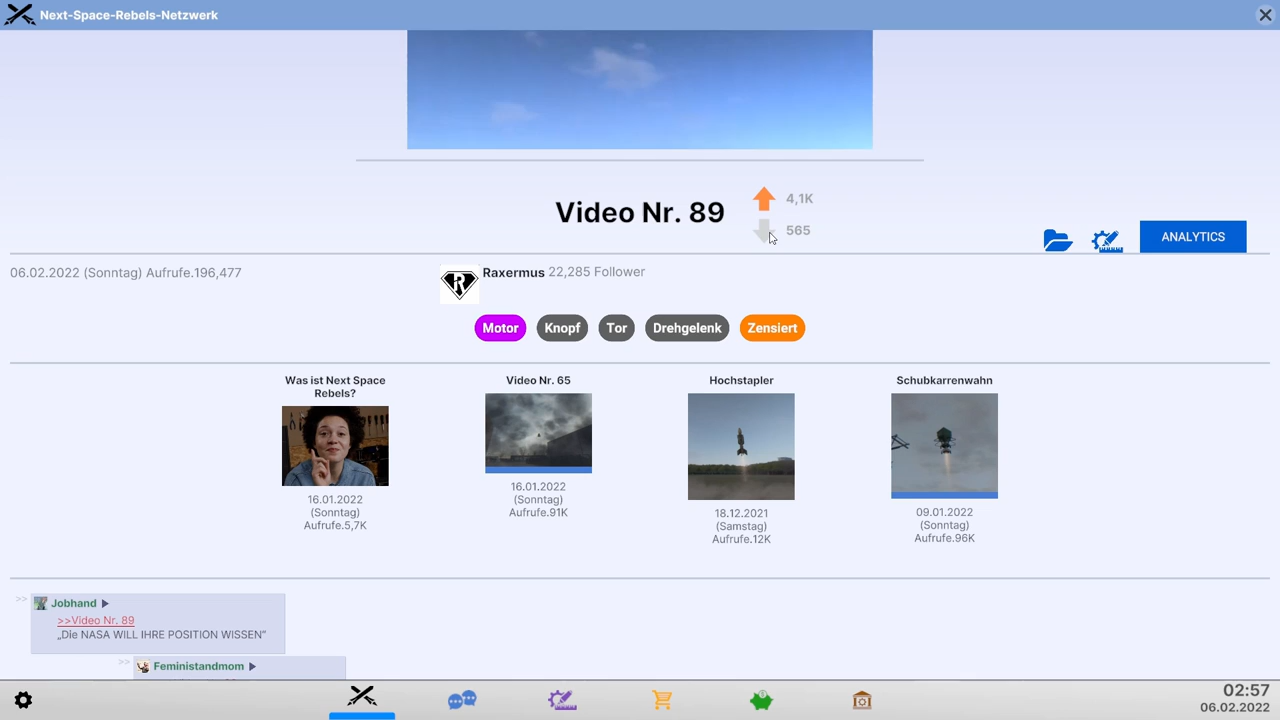 Next-Space-Rebels-Netzwerk
Video Nr. 89
4,1K
565
ANALYTICS
06.02.2022 (Sonntag) Aufrufe.196,477
R
Raxermus 22,285 Follower
Motor
Knopf
Tor
Drehgelenk
Zensiert
Was ist Next Space
Rebels?
16.01.2022
(Sonntag)
Aufrufe.5,7K
Video Nr. 65
16.01.2022
(Sonntag)
Aufrufe.91K
Hochstapler
18.12.2021
(Samstag)
Aufrufe.12K
Schubkarrenwahn
09.01.2022
(Sonntag)
Aufrufe.96K
>>
Jobhand
>>Video Nr. 89
„Die NASA WILL IHRE POSITION WISSEN“
>>
Feministandmom
02:57
06.02.2022